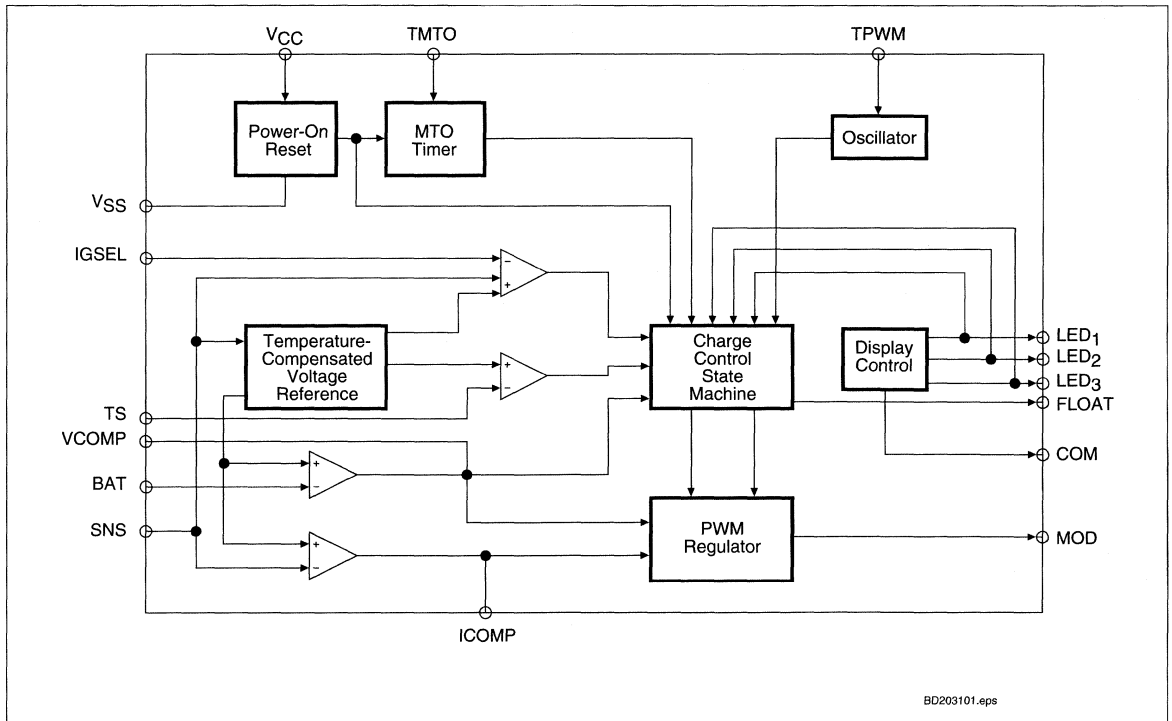 VCC
TMTO
TPWM
Power-On
Reset
MTO
Timer
Oscillator
VSS
IGSEL
−
+
Temperature-
Compensated
Voltage
Reference
+
−
Charge
Control
State
Machine
Display
Control
LED1
LED2
LED3
FLOAT
TS
VCOMP
COM
BAT
+
−
SNS
+
−
PWM
Regulator
MOD
ICOMP
BD203101.eps